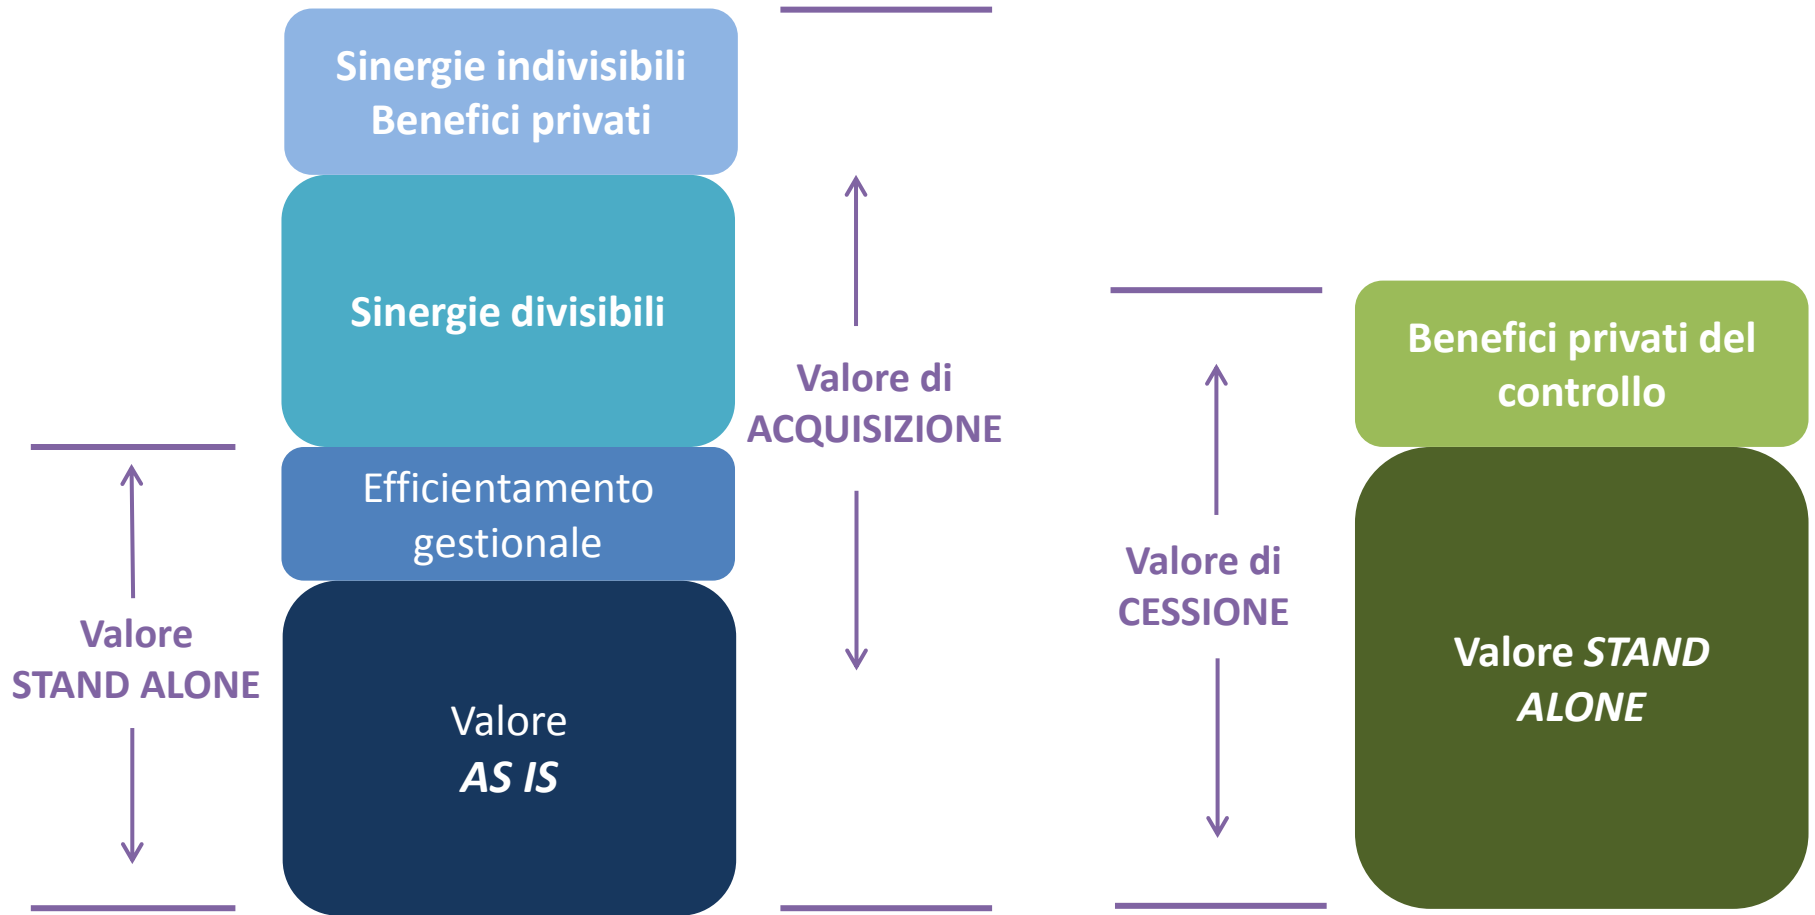 Sinergie indivisibili
Benefici privati
Sinergie divisibili
Efficientamento
gestionale
Valore
AS IS
Valore
STAND ALONE
Valore di
ACQUISIZIONE
Valore di
CESSIONE
Benefici privati del
controllo
Valore STAND
ALONE